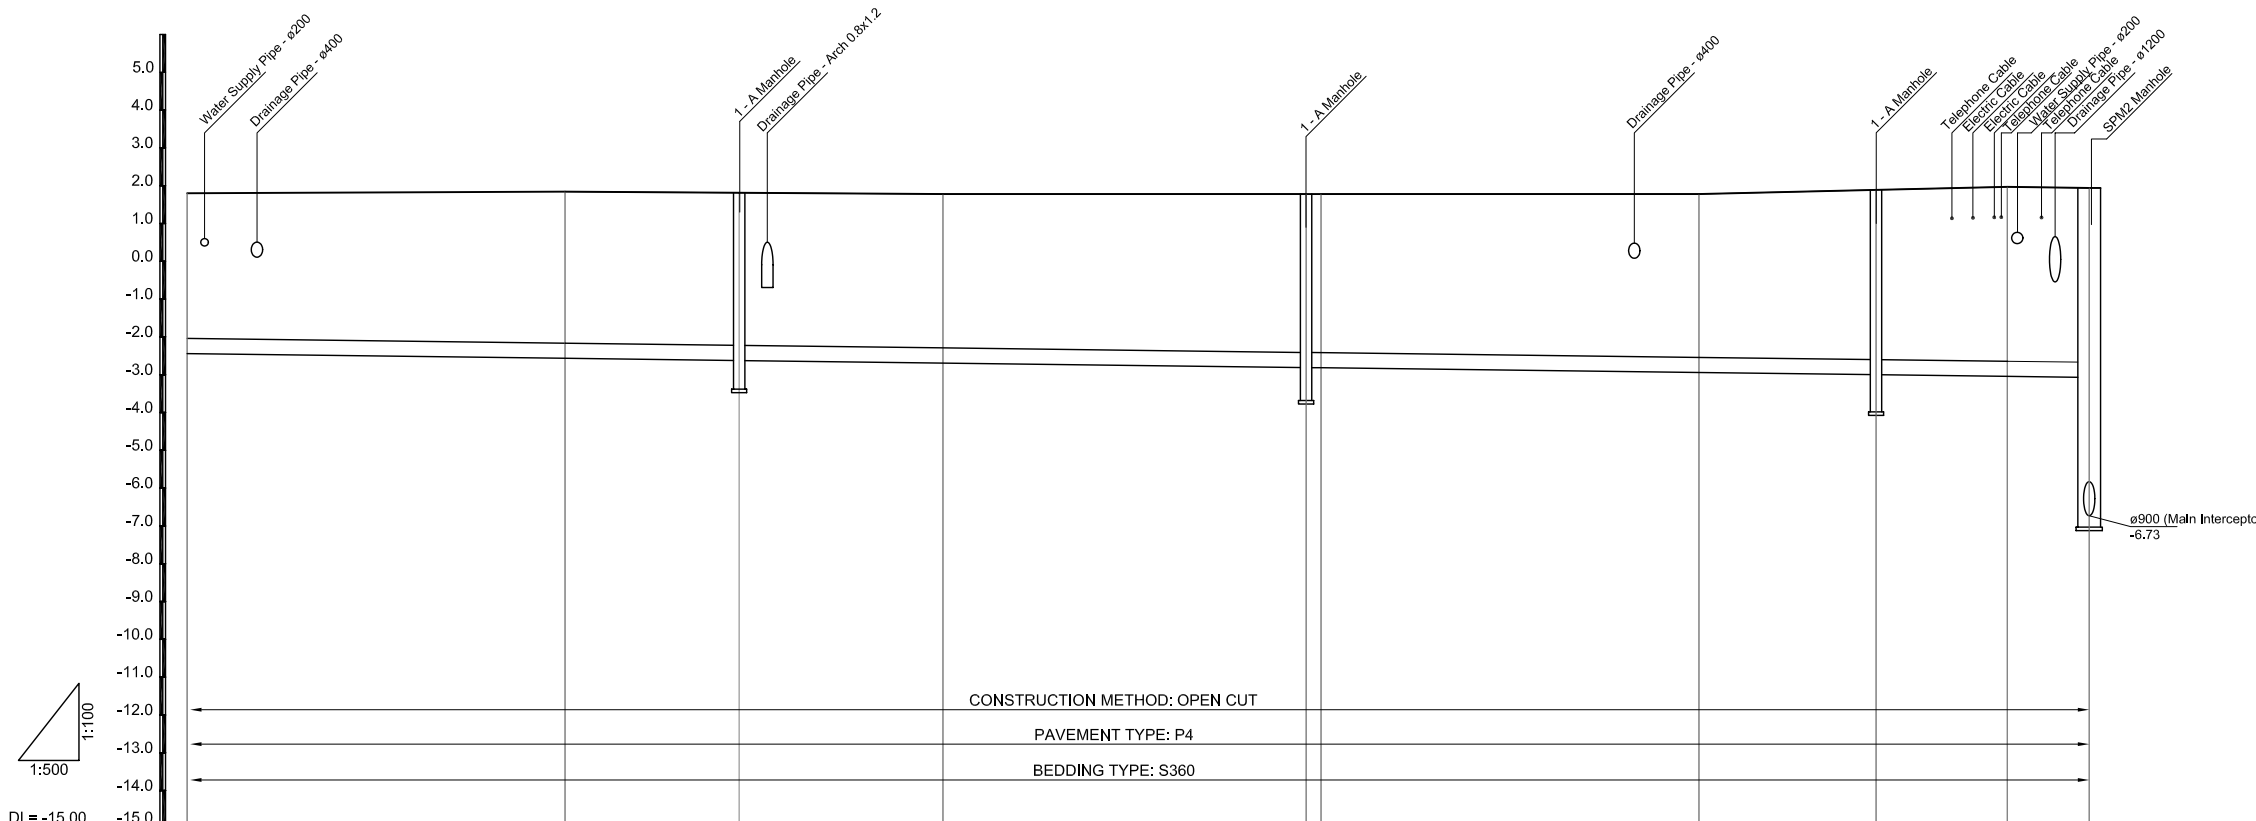 Water Supply Pipe - ø200
Drainage Pipe - ø400
1 - A Manhole
Drainage Pipe - Arch 0.8x1.2
1 - A Manhole
Drainage Pipe - ø400
1 - A Manhole
Telephone Cable
Electric Cable
Electric Cable
Telephone Cable
Water Supply Pipe - ø200
Telephone Cable
Drainage Pipe - ø1200
SPM2 Manhole
5.0
4.0
3.0
2.0
1.0
0.0
-1.0
-2.0
-3.0
-4.0
-5.0
-6.0
-7.0
-8.0
-9.0
-10.0
-11.0
-12.0
-13.0
-14.0
-15.0
ø900 (Main Intercepto
-6.73
CONSTRUCTION METHOD: OPEN CUT
PAVEMENT TYPE: P4
BEDDING TYPE: S360
1:100
1:500
DL= -15.00